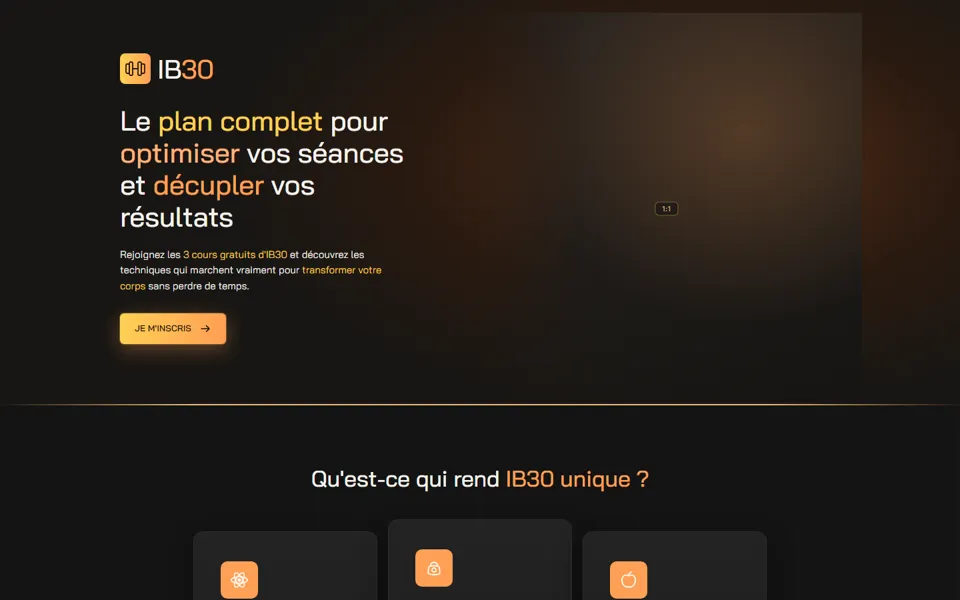 IB30
Le plan complet pour
optimiser vos séances
et décupler vos
résultats
Rejoignez les 3 cours gratuits d'IB30 et découvrez les
techniques qui marchent vraiment pour transformer votre
corps sans perdre de temps.
JE M'INSCRIS
1:1
Qu'est-ce qui rend IB30 unique ?